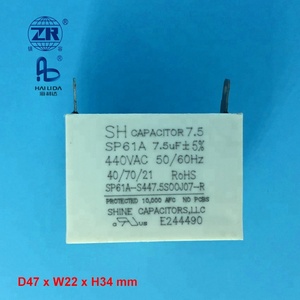 ZR
HAILIDA
SH CAPACITOR 7.5
SP61A 7.5uF±5%
440VAC 50/60Hz
40/70/21 RoHS
SP61A-S447.5S00J07-R
PROTECTED 10,000 AFC NO PCBS
SHINE CAPACITORS,LLC
E244490
D47 x W22 x H34 mm